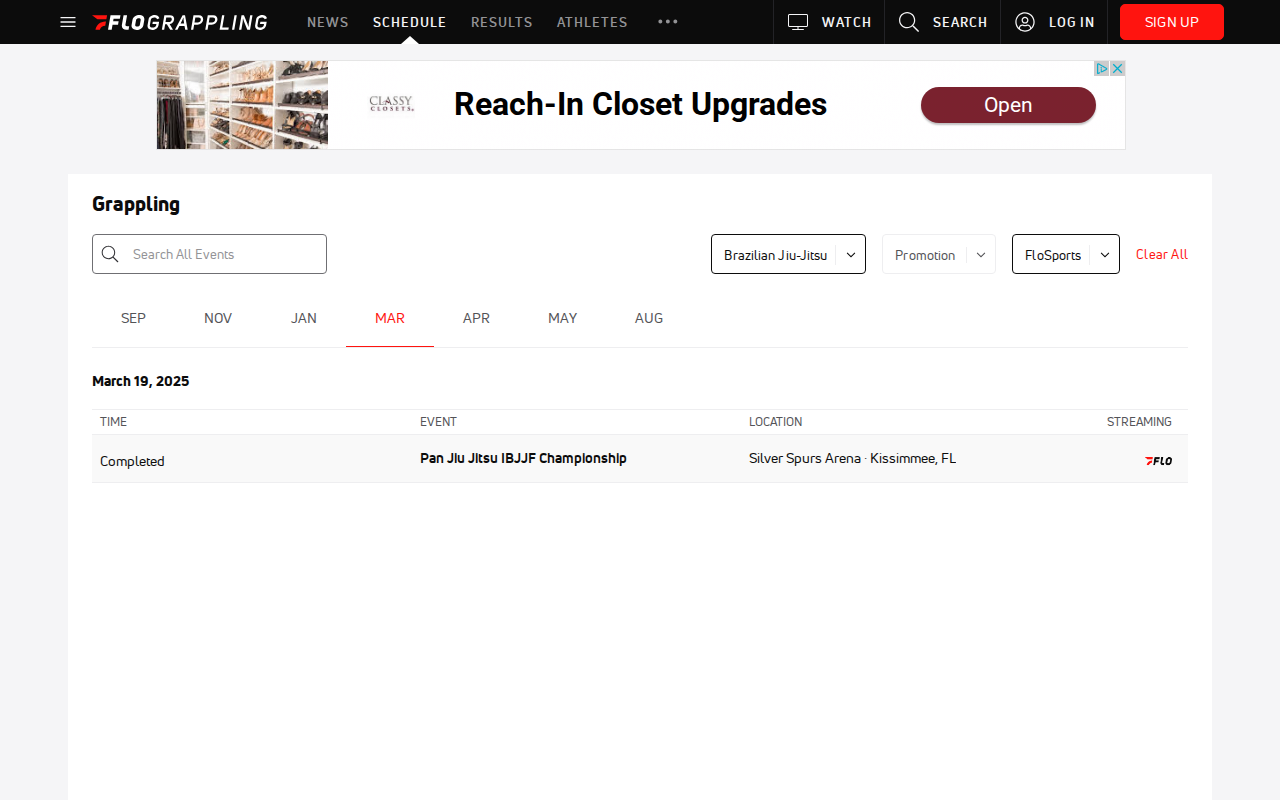 FLOGRAPPLING NEWS SCHEDULE RESULTS ATHLETES WATCH SEARCH LOG IN SIGN UP
CLASSY CLOSETS. Reach-In Closet Upgrades Open
Grappling
Search All Events Brazilian Jiu-Jitsu Promotion FloSports Clear All
SEP NOV JAN MAR APR MAY AUG
March 19, 2025
TIME EVENT LOCATION STREAMING
Completed Pan Jiu Jitsu IBJJF Championship Silver Spurs Arena · Kissimmee, FL FLO